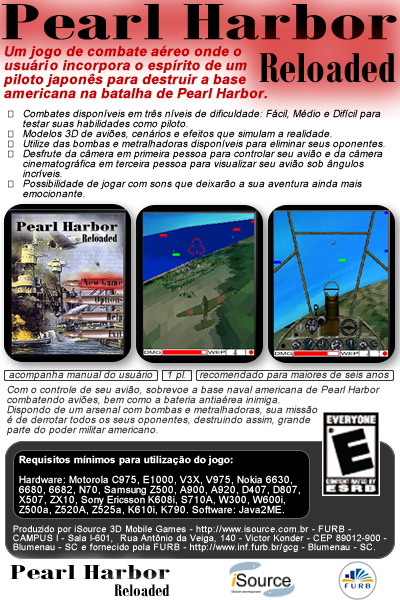 Pearl Harbor
Reloaded
Um jogo de combate aéreo onde o
usuário incorpora o espírito de um
piloto japonês para destruir a base
americana na batalha de Pearl Harbor.
Combates disponíveis em três níveis de dificuldade: Fácil, Médio e Difícil para
testar suas habilidades como piloto.
Modelos 3D de aviões, cenários e efeitos que simulam a realidade.
Utilize das bombas e metralhadoras disponíveis para eliminar seus oponentes.
Desfrute da câmera em primeira pessoa para controlar seu avião e da câmera
cinematográfica em terceira pessoa para visualizar seu avião sob ângulos
incríveis.
Possibilidade de jogar com sons que deixarão a sua aventura ainda mais
emocionante.
Pearl Harbor
Reloaded
New Game
Options
DMG WEP
DMG WEP
acompanha manual do usuário 1 pl. recomendado para maiores de seis anos
Com o controle de seu avião, sobrevoe a base naval americana de Pearl Harbor
combatendo aviões, bem como a bateria antiaérea inimiga.
Dispondo de um arsenal com bombas e metralhadoras, sua missão
é de derrotar todos os seus oponentes, destruindo assim, grande
parte do poder militar americano.
EVERYONE
E
CONTENT RATED BY
ESRB
Requisitos mínimos para utilização do jogo:
Hardware: Motorola C975, E1000, V3X, V975, Nokia 6630,
6680, 6682, N70, Samsung Z500, A900, A920, D407, D807,
X507, ZX10, Sony Ericsson K608i, S710A, W300, W600i,
Z500a, Z520A, Z525a, K610i, K790. Software: Java2ME.
Produzido por iSource 3D Mobile Games - http://www.isource.com.br - FURB -
CAMPUS I - Sala I-601, Rua Antônio da Veiga, 140 - Victor Konder - CEP 89012-900 -
Blumenau - SC e fornecido pola FURB - http://www.inf.furb.br/gcg - Blumenau - SC.
Pearl Harbor
Reloaded
iSource
Mobile development
FURB